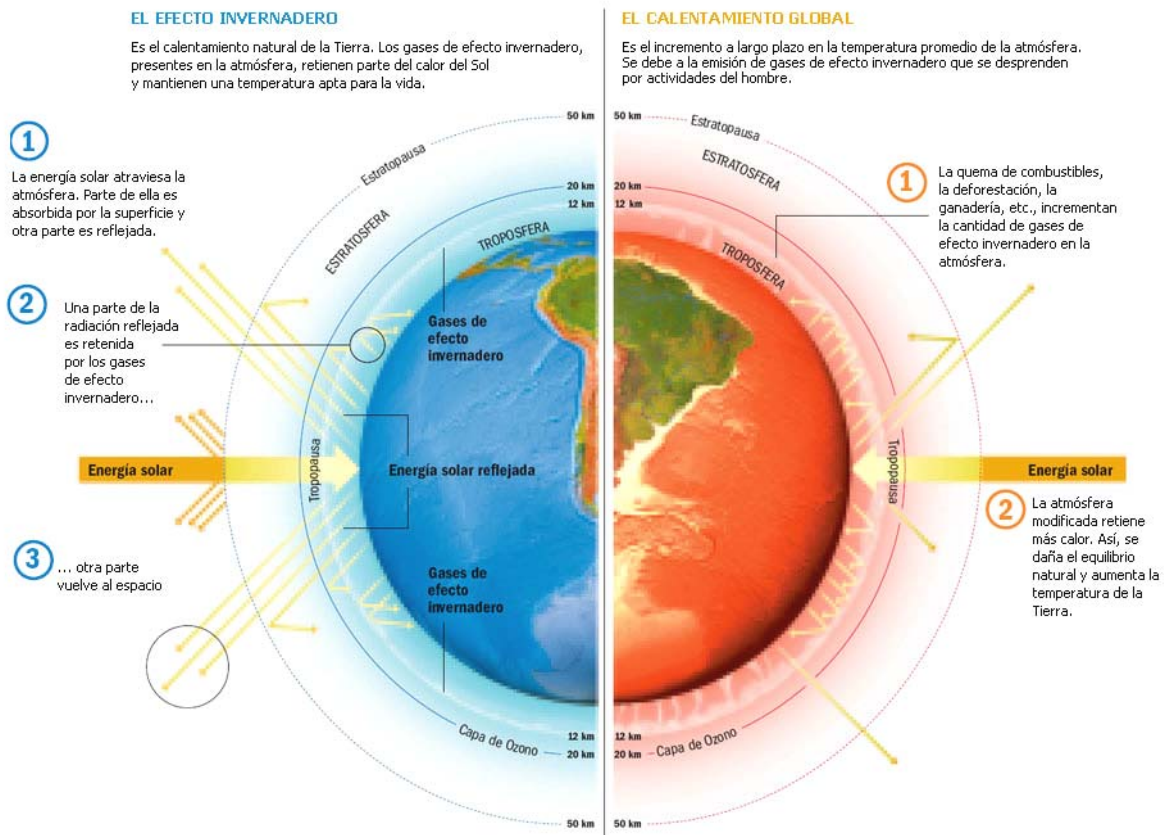 EL EFECTO INVERNADERO
Es el calentamiento natural de la Tierra. Los gases de efecto invernadero,
presentes en la atmósfera, retienen parte del calor del Sol
y mantienen una temperatura apta para la vida.
1
La energía solar atraviesa la
atmósfera. Parte de ella es
absorbida por la superficie y
otra parte es reflejada.
2
Una parte de la
radiación reflejada
es retenida
por los gases
de efecto
invernadero...
Energía solar
3
... otra parte
vuelve al espacio
50 km
Estratopausa
20 km
ESTRATOSFERA
12 km
TROPOSFERA
Gases de
efecto
invernadero
Tropopausa
Energía solar reflejada
Gases de
efecto
invernadero
Capa de Ozono
12 km
20 km
50 km
EL CALENTAMIENTO GLOBAL
Es el incremento a largo plazo en la temperatura promedio de la atmósfera.
Se debe a la emisión de gases de efecto invernadero que se desprenden
por actividades del hombre.
50 km
Estratopausa
ESTRATOSFERA
20 km
12 km
TROPOSFERA
1
La quema de combustibles,
la deforestación, la
ganadería, etc., incrementan
la cantidad de gases de
efecto invernadero en la
atmósfera.
Tropopausa
Energía solar
2
La atmósfera
modificada retiene
más calor. Así, se
daña el equilibrio
natural y aumenta la
temperatura de la
Tierra.
12 km
20 km
Capa de Ozono
50 km